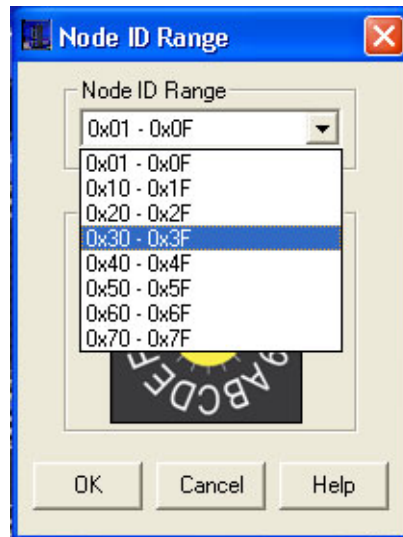 Node ID Range
Node ID Range
0x01 - 0x0F
0x01 - 0x0F
0x10 - 0x1F
0x20 - 0x2F
0x30 - 0x3F
0x40 - 0x4F
0x50 - 0x5F
0x60 - 0x6F
0x70 - 0x7F
9ABCDEF
OK Cancel Help